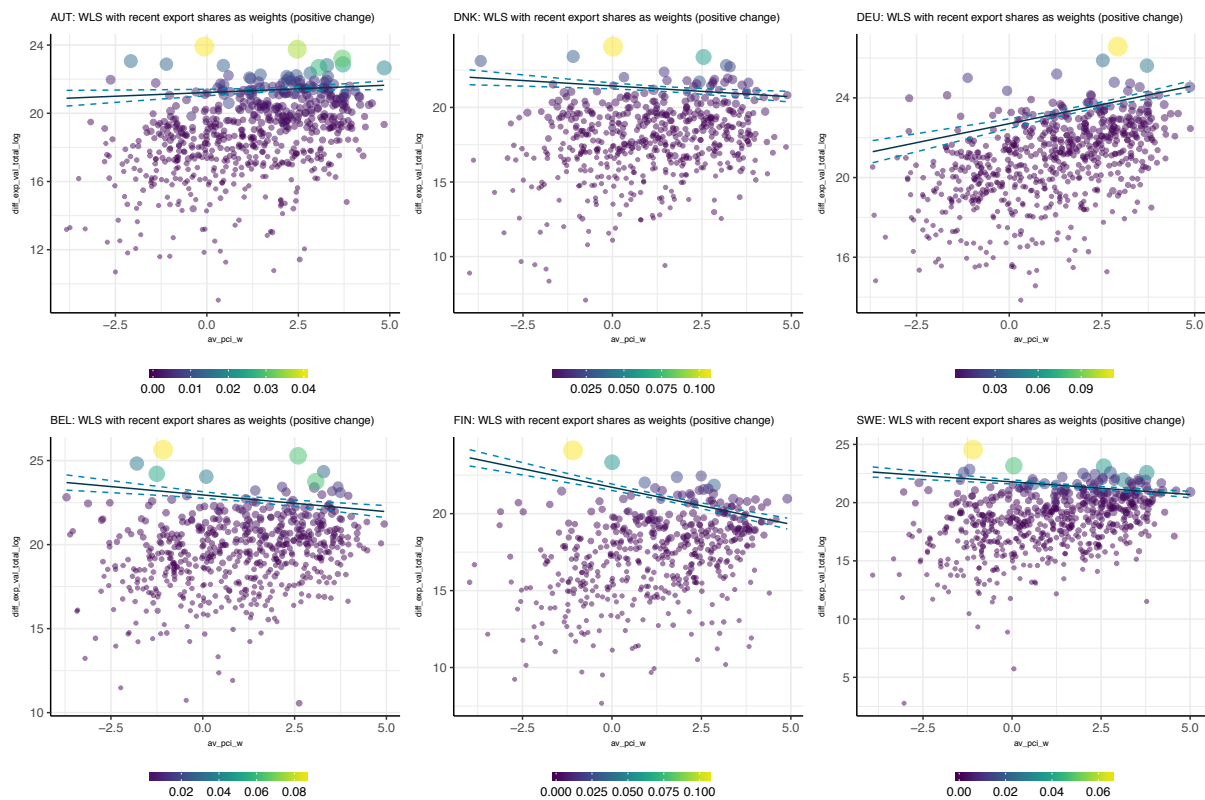 AUT: WLS with recent export shares as weights (positive change)
24
20
16
12
diff_exp_val_total_log
−2.5 0.0 2.5 5.0
av_pci_w
0.00 0.01 0.02 0.03 0.04
DNK: WLS with recent export shares as weights (positive change)
20
15
10
diff_exp_val_total_log
−2.5 0.0 2.5 5.0
av_pci_w
0.025 0.050 0.075 0.100
DEU: WLS with recent export shares as weights (positive change)
24
20
16
diff_exp_val_total_log
−2.5 0.0 2.5 5.0
av_pci_w
0.03 0.06 0.09
BEL: WLS with recent export shares as weights (positive change)
25
20
15
10
diff_exp_val_total_log
−2.5 0.0 2.5 5.0
av_pci_w
0.02 0.04 0.06 0.08
FIN: WLS with recent export shares as weights (positive change)
20
15
10
diff_exp_val_total_log
−2.5 0.0 2.5 5.0
av_pci_w
0.000 0.025 0.050 0.075 0.100
SWE: WLS with recent export shares as weights (positive change)
25
20
15
10
5
diff_exp_val_total_log
−2.5 0.0 2.5 5.0
av_pci_w
0.00 0.02 0.04 0.06